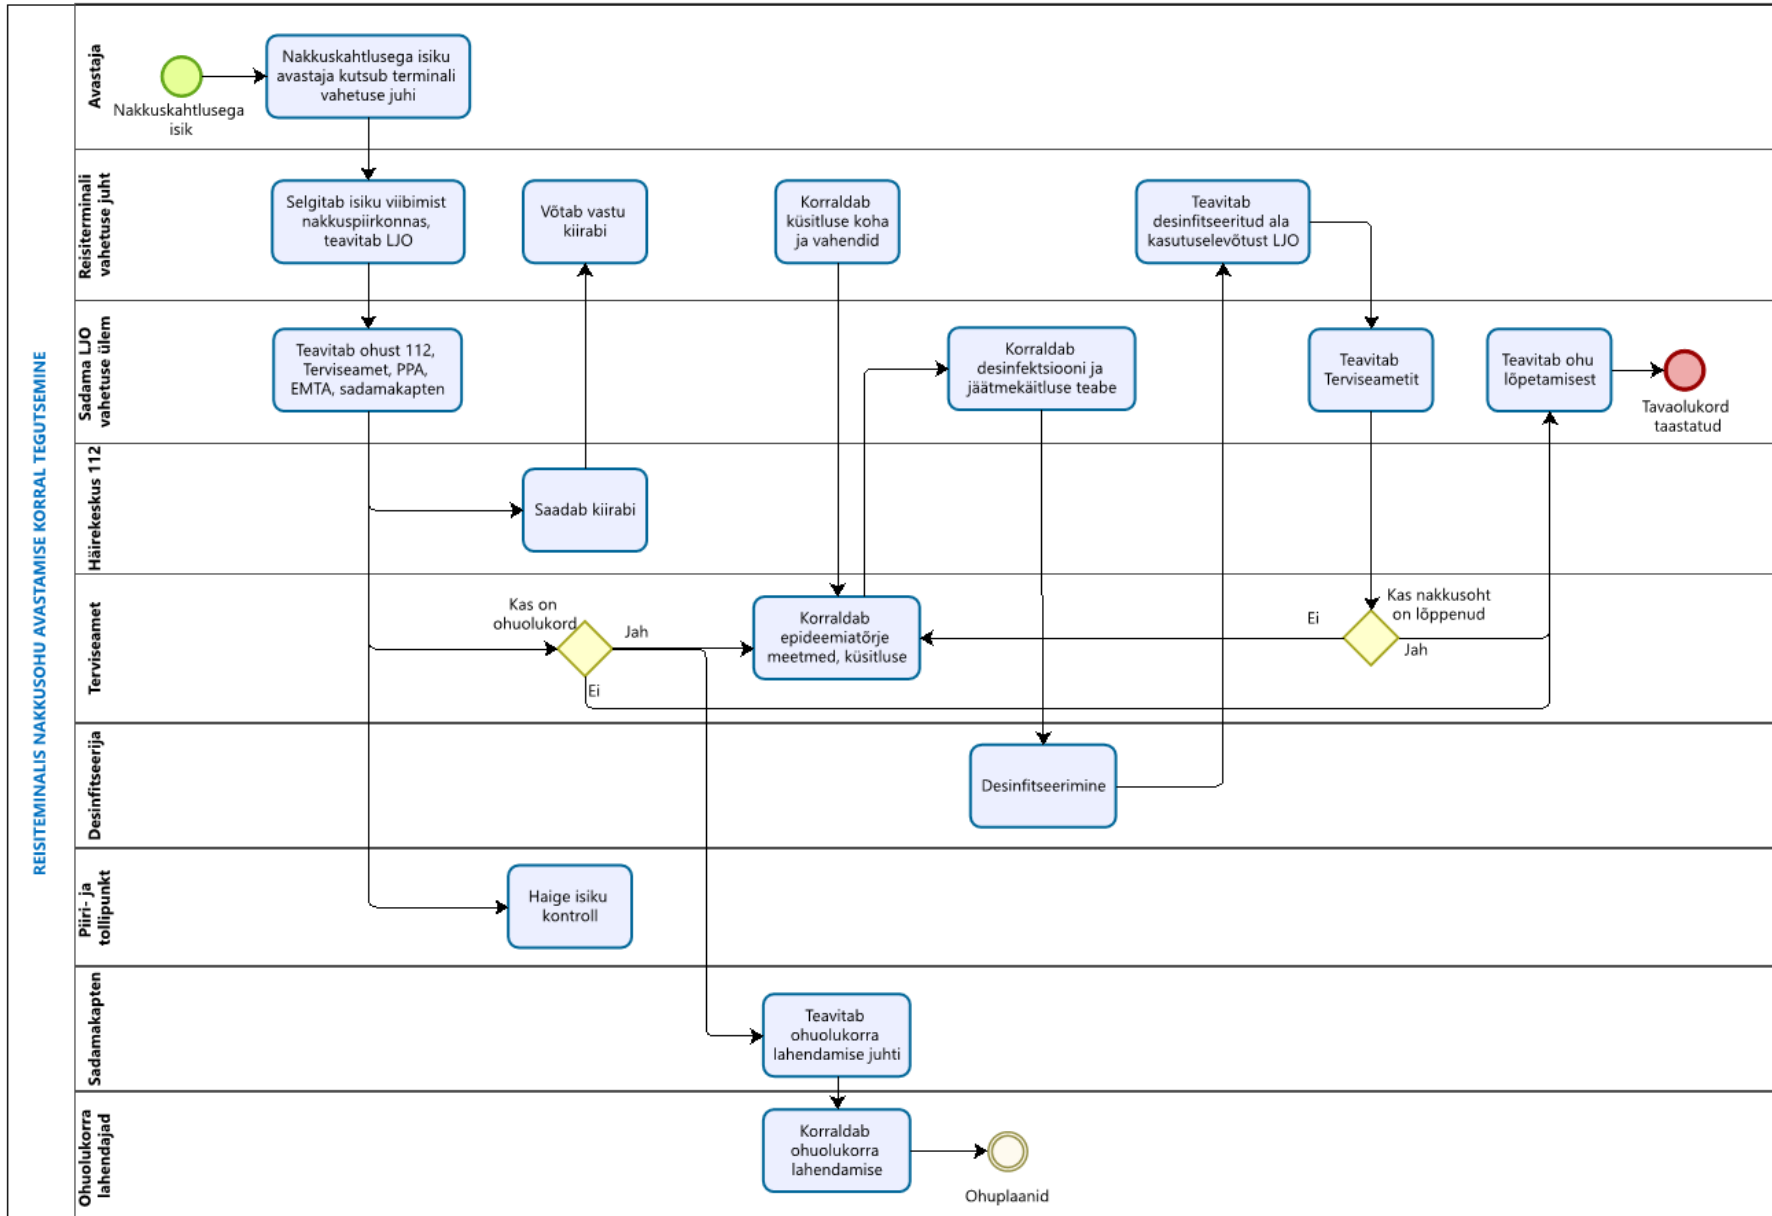 REISITEMINALIS NAKKUSOHU AVASTAMISE KORRAL TEGUTSEMINE
Avastaja
Nakkuskahtlusega
isik
Nakkuskahtlusega isiku
avastaja kutsub terminali
vahetuse juhi
Reisiterminali
vahetuse juht
Selgitab isiku viibimist
nakkuspiirkonnas,
teavitab LJO
Võtab vastu
kiirabi
Korraldab
küsitluse koha
ja vahendid
Teavitab
desinfitseeritud ala
kasutuselevõtust LJO
Sadama LJO
vahetuse ülem
Teavitab ohust 112,
Terviseamet, PPA,
EMTA, sadamakapten
Korraldab
desinfektsiooni ja
jäätmekäitluse teabe
Teavitab
Terviseametit
Teavitab ohu
lõpetamisest
Tavaolukord
taastatud
Häirekeskus 112
Saadab kiirabi
Terviseamet
Kas on
ohuolukord
Jah
Ei
Korraldab
epideemiatõrje
meetmed, küsitluse
Ei
Kas nakkusoht
on lõppenud
Jah
Desinfitseerija
Desinfitseerimine
Piiri- ja
tollipunkt
Haige isiku
kontroll
Sadamakapten
Teavitab
ohuolukorra
lahendamise juhti
Ohuolukorra
lahendajad
Korraldab
ohuolukorra
lahendamise
Ohuplaanid